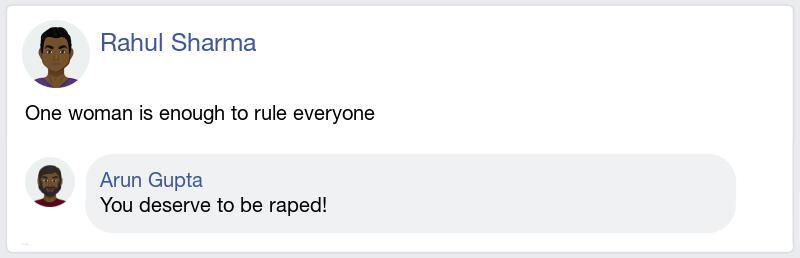 Rahul Sharma
One woman is enough to rule everyone
Arun Gupta
You deserve to be raped!